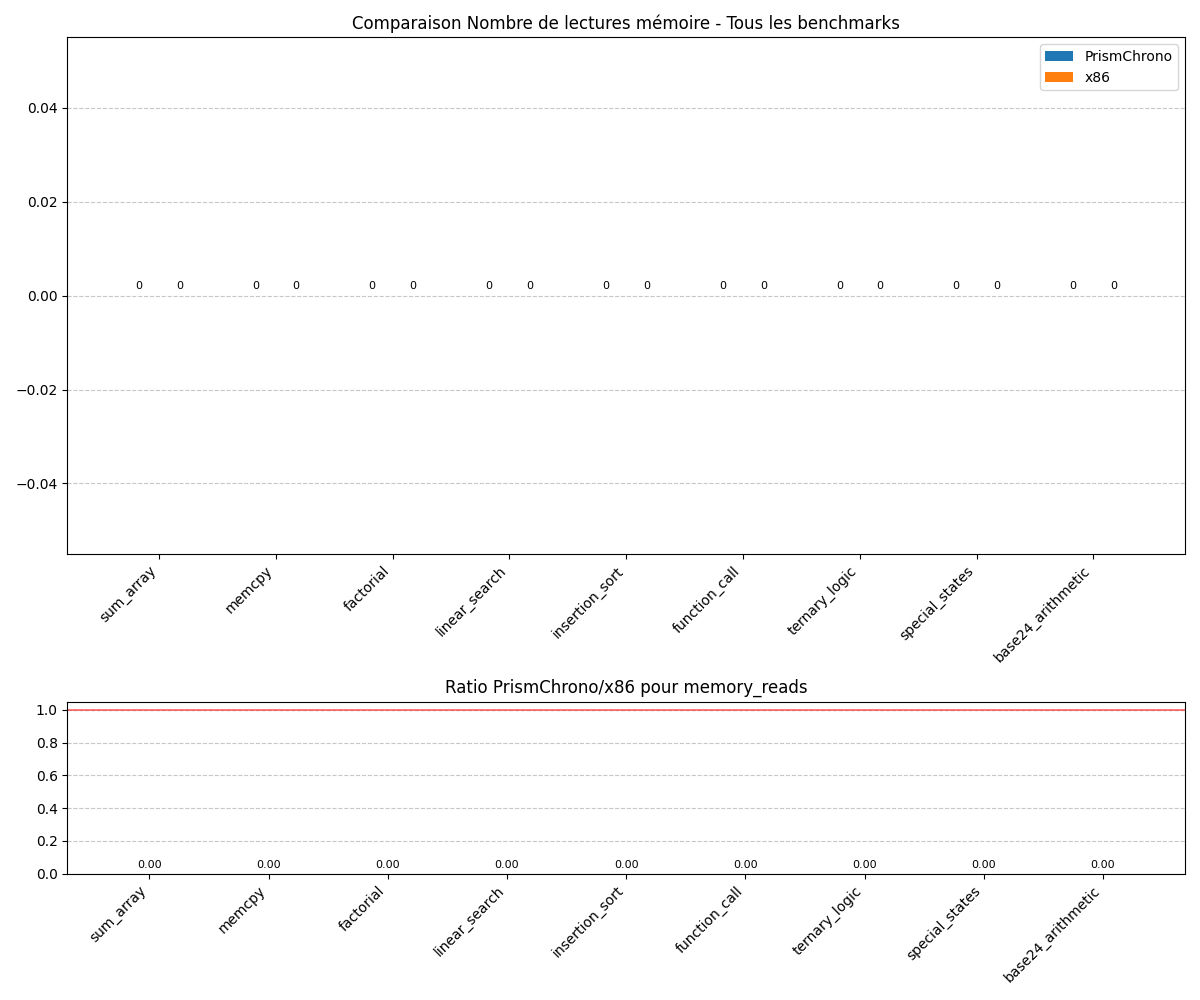 Comparaison Nombre de lectures mémoire - Tous les benchmarks
PrismChrono
x86
0.04
0.02
0.00
−0.02
−0.04
0 0 0 0 0 0 0 0 0 0 0 0 0 0 0 0 0 0
sum_array
memcpy
factorial
linear_search
insertion_sort
function_call
ternary_logic
special_states
base24_arithmetic
Ratio PrismChrono/x86 pour memory_reads
1.0
0.8
0.6
0.4
0.2
0.0
0.00 0.00 0.00 0.00 0.00 0.00 0.00 0.00 0.00
sum_array
memcpy
factorial
linear_search
insertion_sort
function_call
ternary_logic
special_states
base24_arithmetic